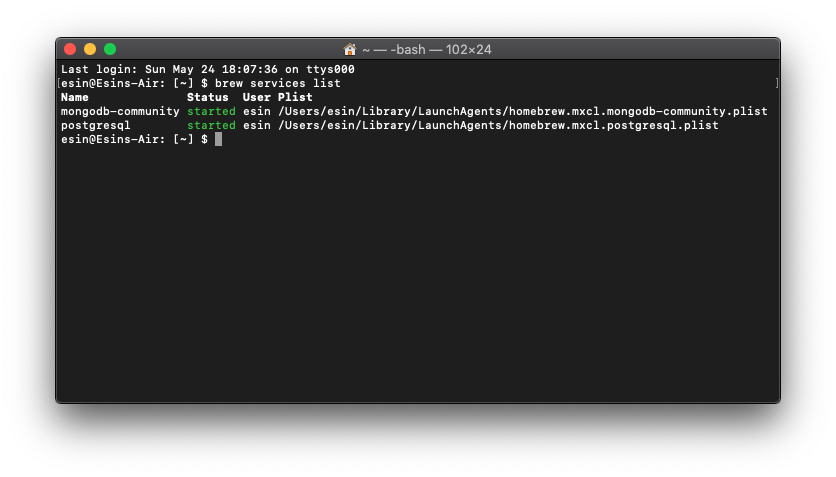 ~ — -bash — 102×24
Last login: Sun May 24 18:07:36 on ttys000
[esin@Esins-Air: [~] $ brew services list ]
Name Status User Plist
mongodb-community started esin /Users/esin/Library/LaunchAgents/homebrew.mxcl.mongodb-community.plist
postgresql started esin /Users/esin/Library/LaunchAgents/homebrew.mxcl.postgresql.plist
esin@Esins-Air: [~] $